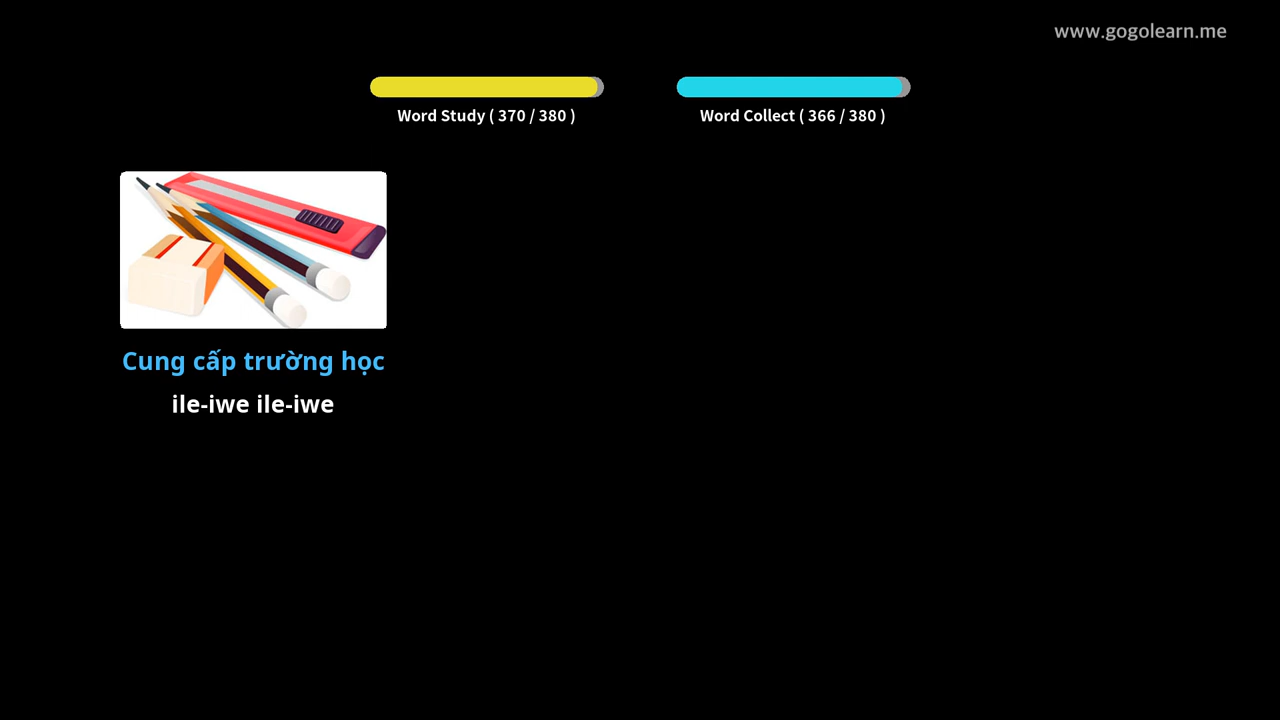 www.gogolearn.me
Word Study ( 370 / 380 )
Word Collect ( 366 / 380 )
Cung cấp trường học
ile-iwe ile-iwe